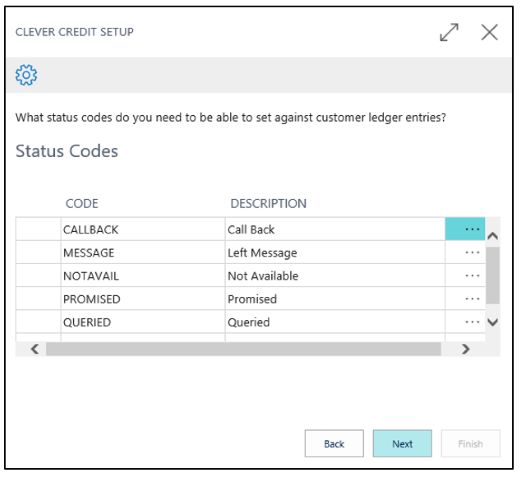 CLEVER CREDIT SETUP
What status codes do you need to be able to set against customer ledger entries?
Status Codes
CODE DESCRIPTION
CALLBACK Call Back ...
MESSAGE Left Message ...
NOTAVAIL Not Available ...
PROMISED Promised ...
QUERIED Queried ...
Back Next Finish